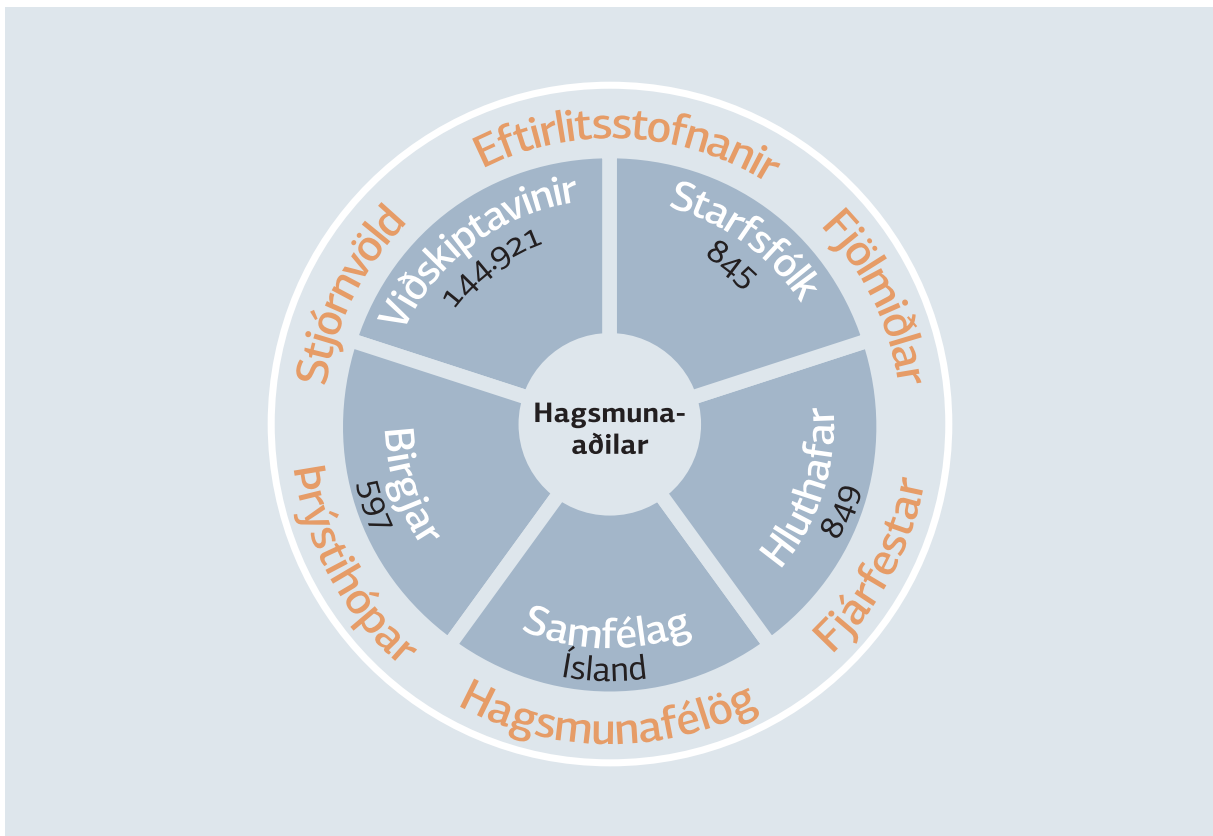 Eftirlitsstofnanir
Fjölmiðlar
Fjárfestar
Hagsmunafélög
Þrýstihópar
Stjórnvöld
Viðskiptavinir
144.921
Starfsfólk
845
Hluthafar
849
Samfélag
Ísland
Birgjar
597
Hagsmuna-
aðilar